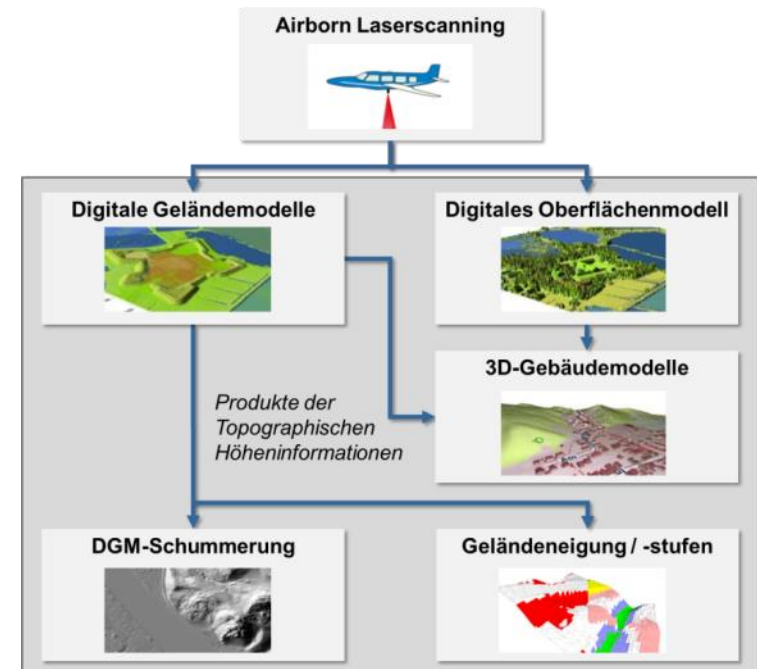 Airborn Laserscanning
Digitale Geländemodelle
Digitales Oberflächenmodell
3D-Gebäudemodelle
Produkte der
Topographischen
Höheninformationen
DGM-Schummerung
Geländeneigung / -stufen